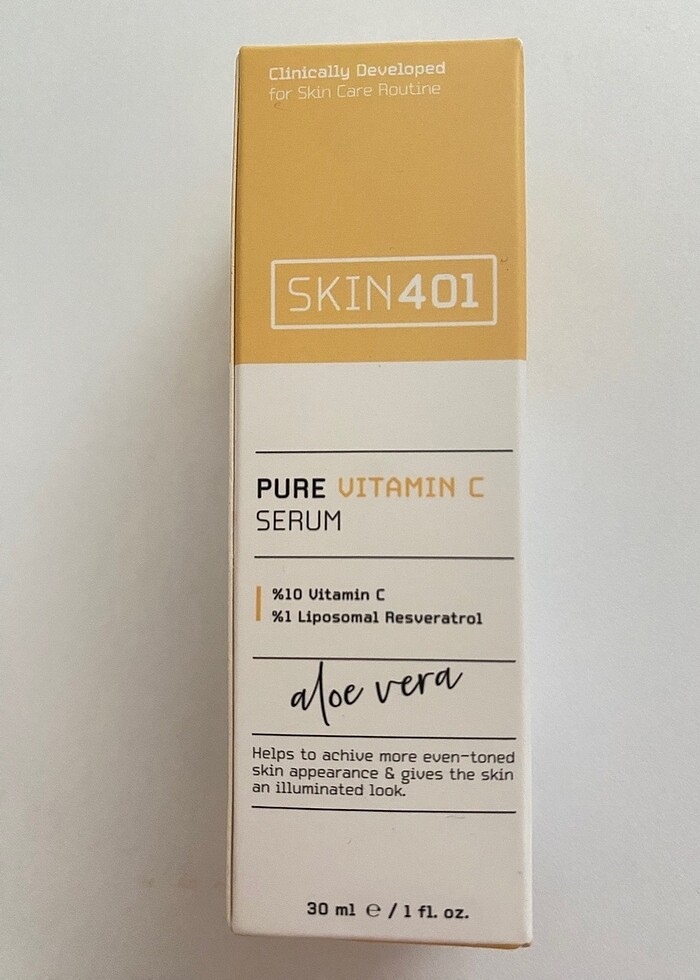 Clinically Developed
for Skin Care Routine
SKIN401
PURE VITAMIN C
SERUM
%10 Vitamin C
%1 Liposomal Resveratrol
aloe vera
Helps to achive more even-toned
skin appearance & gives the skin
an illuminated look.
30 ml ℮ / 1 fl. oz.